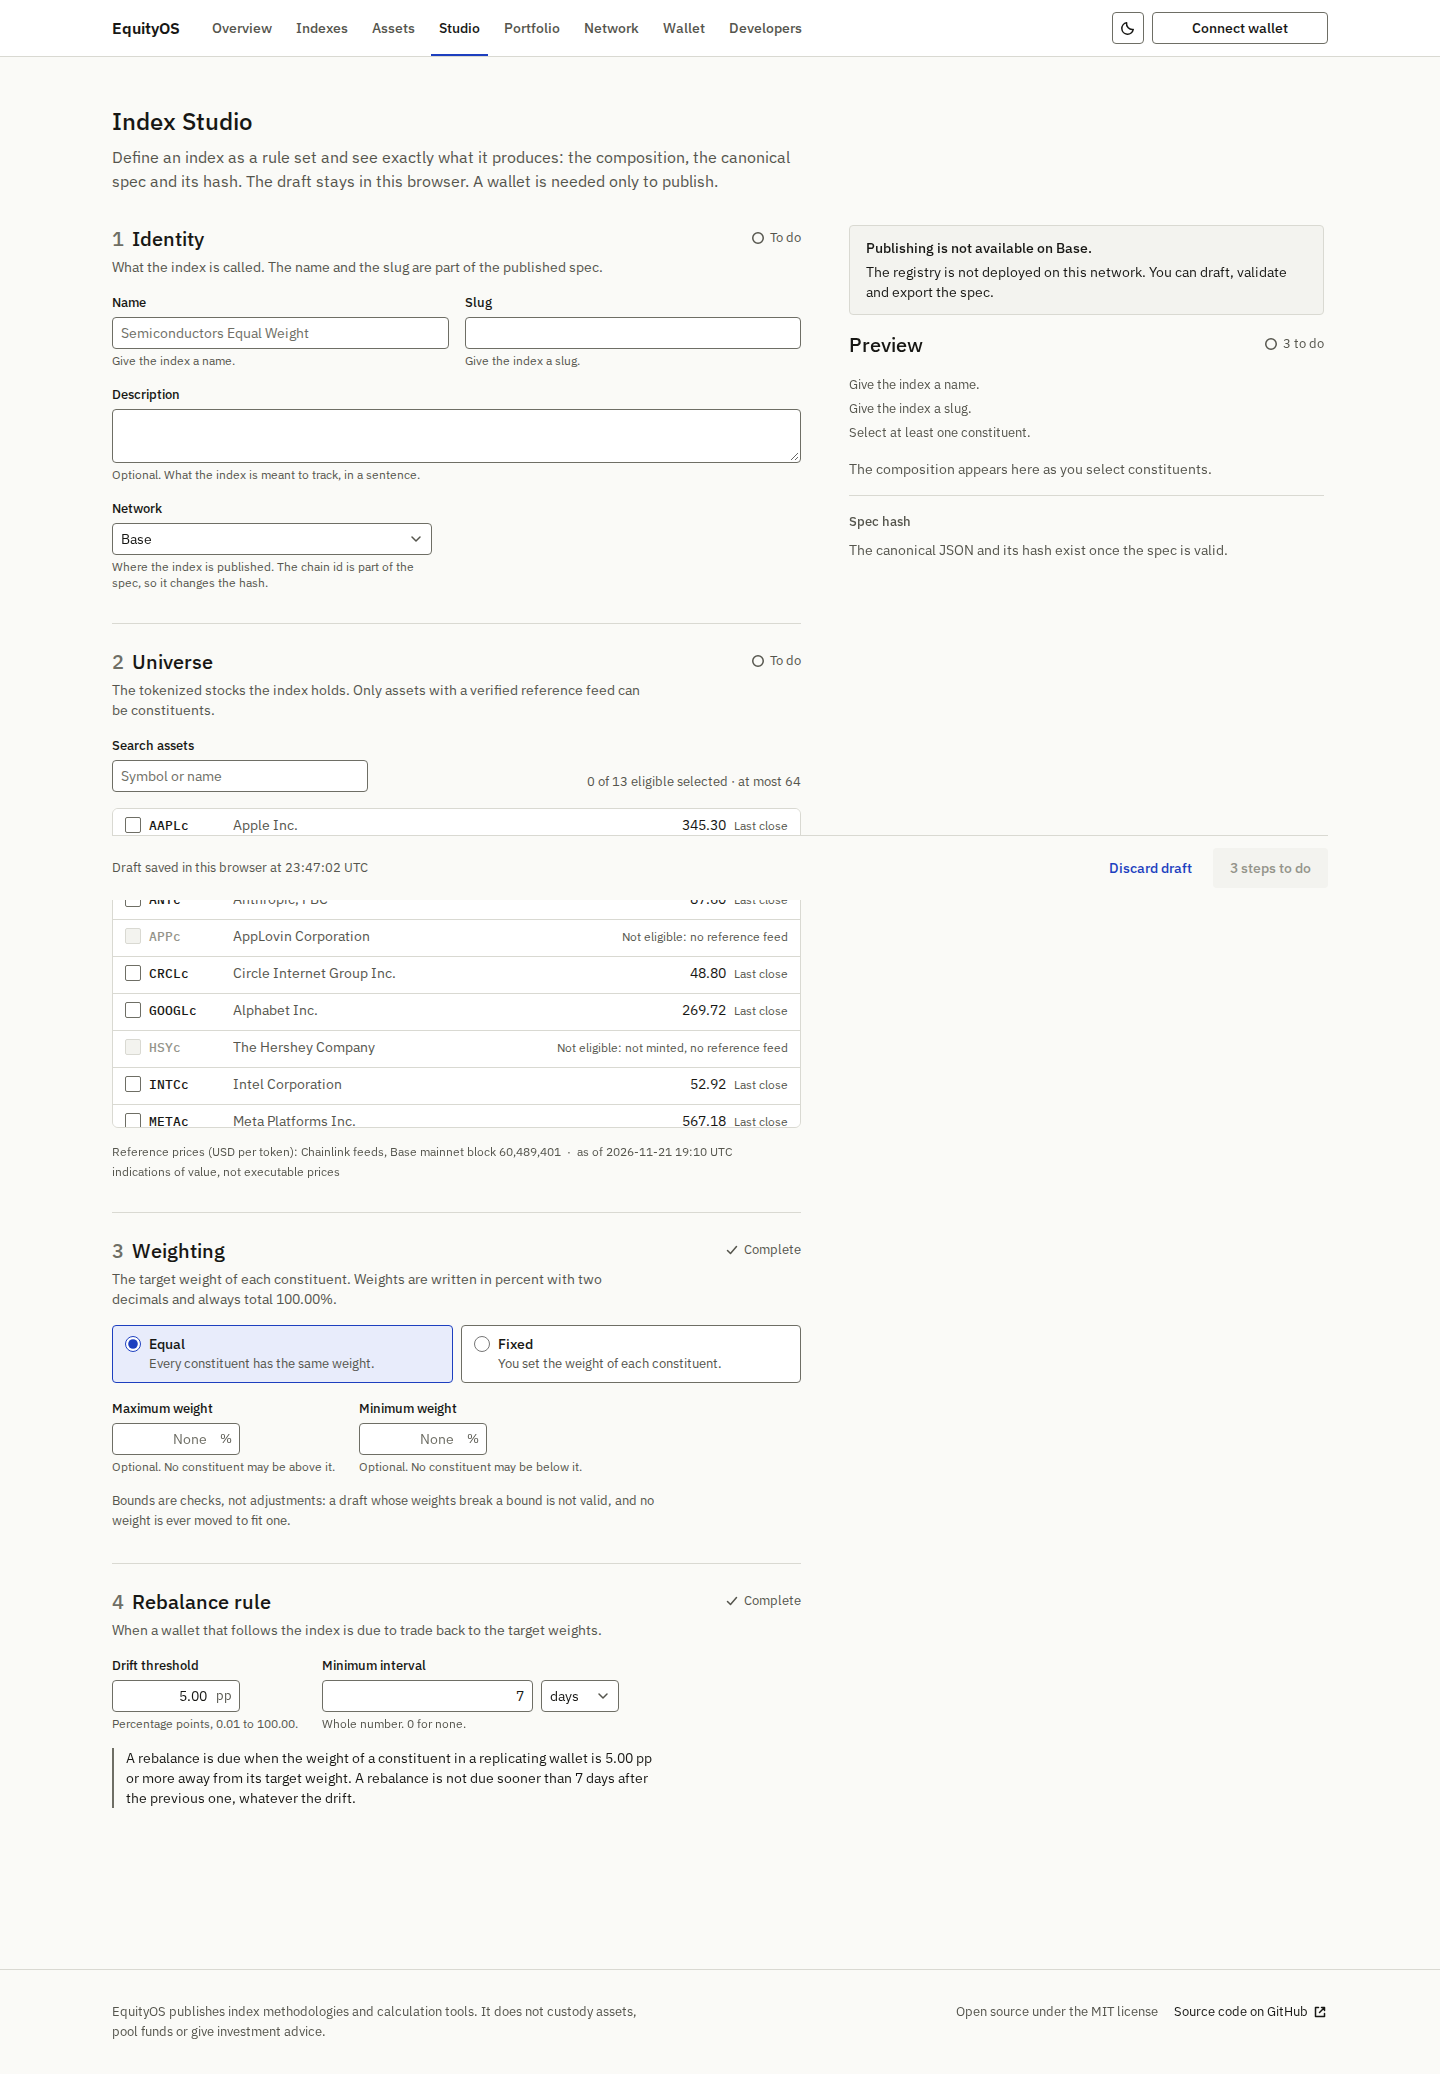 EquityOS
Overview
Indexes
Assets
Studio
Portfolio
Network
Wallet
Developers
Connect wallet
Index Studio
Define an index as a rule set and see exactly what it produces: the composition, the canonical
spec and its hash. The draft stays in this browser. A wallet is needed only to publish.
1 Identity
To do
What the index is called. The name and the slug are part of the published spec.
Name
Slug
Semiconductors Equal Weight
Give the index a name.
Give the index a slug.
Description
Optional. What the index is meant to track, in a sentence.
Network
Base
Where the index is published. The chain id is part of the
spec, so it changes the hash.
Publishing is not available on Base.
The registry is not deployed on this network. You can draft, validate
and export the spec.
Preview
3 to do
Give the index a name.
Give the index a slug.
Select at least one constituent.
The composition appears here as you select constituents.
Spec hash
The canonical JSON and its hash exist once the spec is valid.
2 Universe
To do
The tokenized stocks the index holds. Only assets with a verified reference feed can
be constituents.
Search assets
Symbol or name
0 of 13 eligible selected · at most 64
AAPLc Apple Inc. 345.30 Last close
Draft saved in this browser at 23:47:02 UTC
Discard draft
3 steps to do
Last close
APPc AppLovin Corporation Not eligible: no reference feed
CRCLc Circle Internet Group Inc. 48.80 Last close
GOOGLc Alphabet Inc. 269.72 Last close
HSYc The Hershey Company Not eligible: not minted, no reference feed
INTCc Intel Corporation 52.92 Last close
METAc Meta Platforms Inc. 567.18 Last close
Reference prices (USD per token): Chainlink feeds, Base mainnet block 60,489,401 · as of 2026-11-21 19:10 UTC
indications of value, not executable prices
3 Weighting
Complete
The target weight of each constituent. Weights are written in percent with two
decimals and always total 100.00%.
Equal
Every constituent has the same weight.
Fixed
You set the weight of each constituent.
Maximum weight
Minimum weight
None %
None %
Optional. No constituent may be above it.
Optional. No constituent may be below it.
Bounds are checks, not adjustments: a draft whose weights break a bound is not valid, and no
weight is ever moved to fit one.
4 Rebalance rule
Complete
When a wallet that follows the index is due to trade back to the target weights.
Drift threshold
Minimum interval
5.00 pp
7
days
Percentage points, 0.01 to 100.00.
Whole number. 0 for none.
A rebalance is due when the weight of a constituent in a replicating wallet is 5.00 pp
or more away from its target weight. A rebalance is not due sooner than 7 days after
the previous one, whatever the drift.
EquityOS publishes index methodologies and calculation tools. It does not custody assets,
pool funds or give investment advice.
Open source under the MIT license
Source code on GitHub